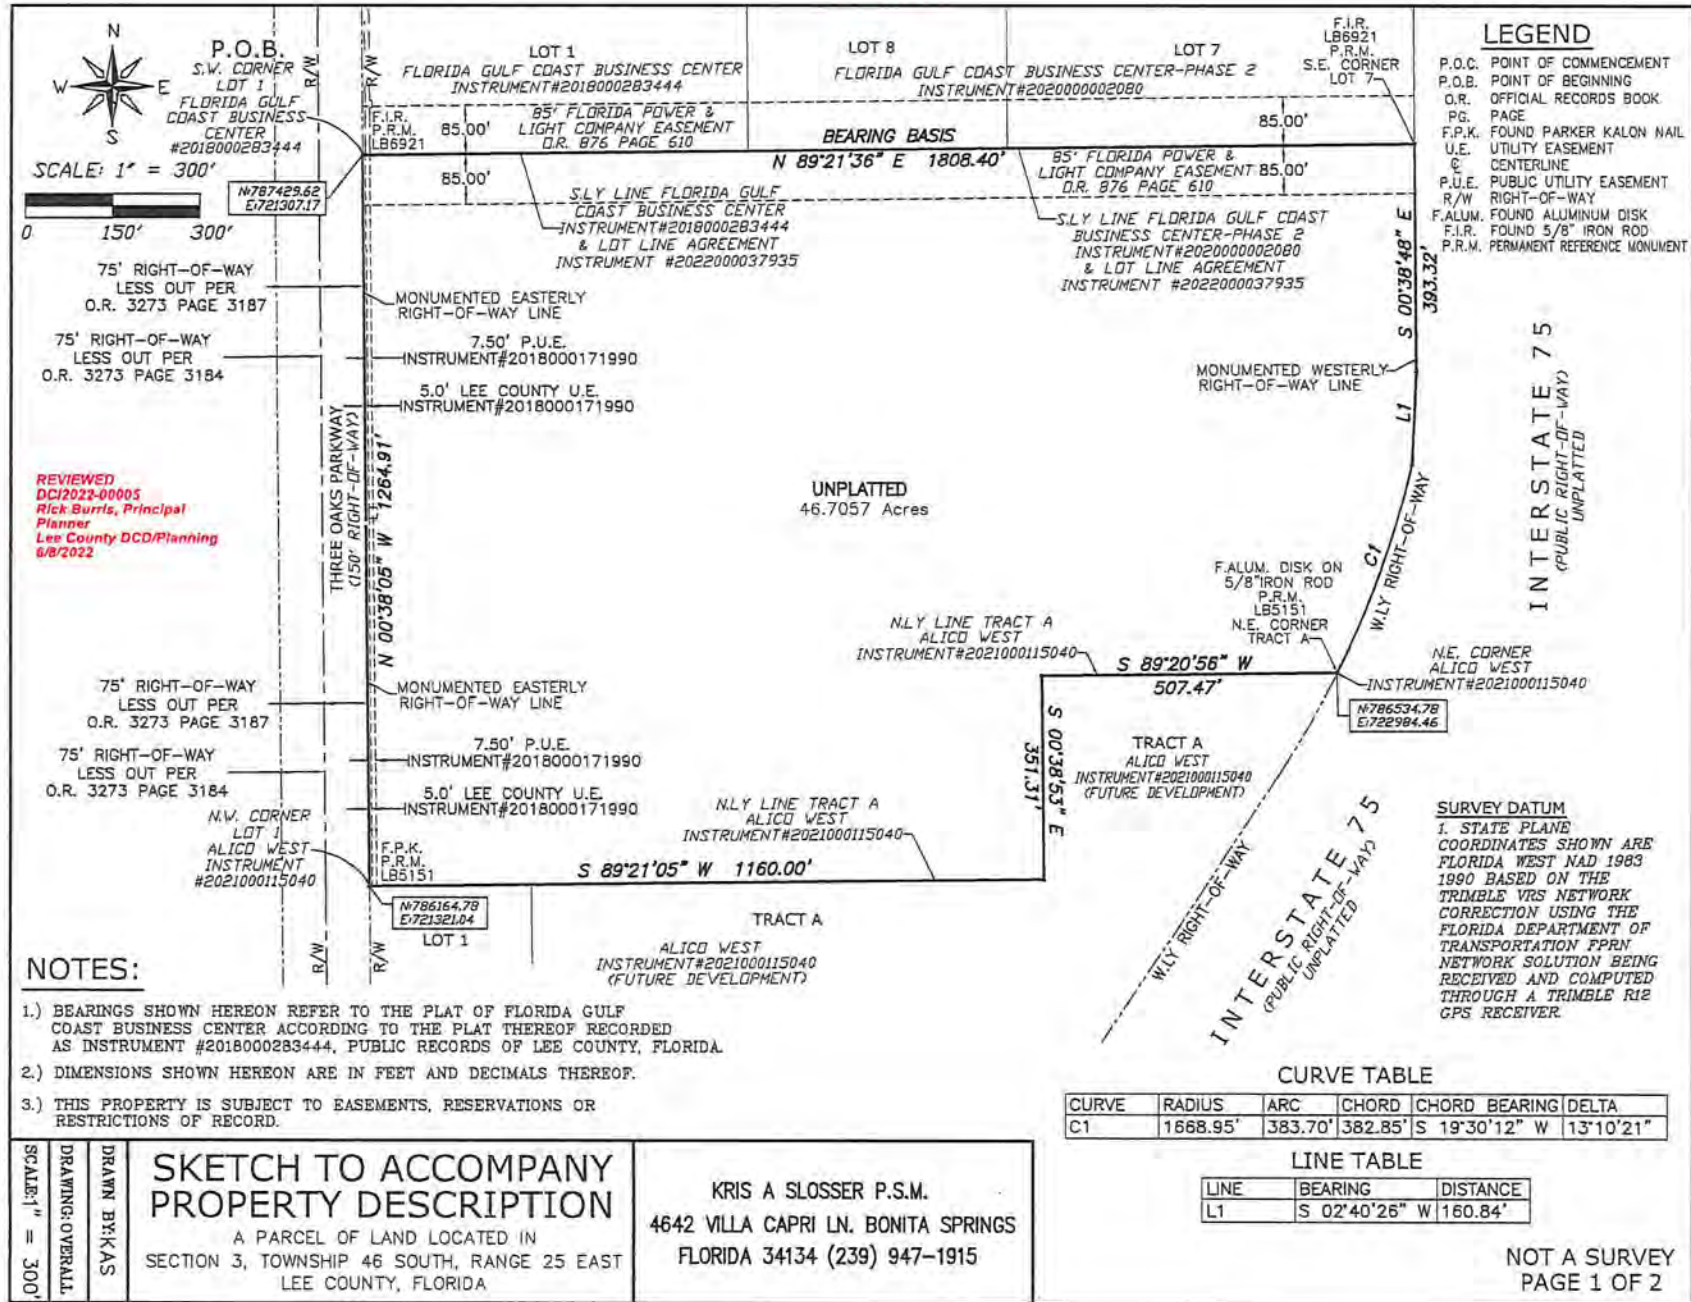 N
W
E
S
SCALE: 1" = 300'
0 150' 300'
P.O.B.
S.W. CORNER
LOT 1
FLORIDA GULF
COAST BUSINESS
CENTER
#2018000283444
N:787429.62
E:721307.17
R/W
R/W
LOT 1
FLORIDA GULF COAST BUSINESS CENTER
INSTRUMENT#2018000283444
LOT 8
LOT 7
FLORIDA GULF COAST BUSINESS CENTER-PHASE 2
INSTRUMENT#2020000002080
F.I.R.
LB6921
P.R.M.
S.E. CORNER
LOT 7
F.I.R.
P.R.M.
LB6921
85.00'
85' FLORIDA POWER &
LIGHT COMPANY EASEMENT
O.R. 876 PAGE 610
85.00'
BEARING BASIS
N 89°21'36" E 1808.40'
85.00'
85' FLORIDA POWER &
LIGHT COMPANY EASEMENT
O.R. 876 PAGE 610
85.00'
S.LY LINE FLORIDA GULF
COAST BUSINESS CENTER
INSTRUMENT#2018000283444
& LOT LINE AGREEMENT
INSTRUMENT #2022000037935
S.LY LINE FLORIDA GULF COAST
BUSINESS CENTER-PHASE 2
INSTRUMENT#2020000002080
& LOT LINE AGREEMENT
INSTRUMENT #2022000037935
LEGEND
P.O.C. POINT OF COMMENCEMENT
P.O.B. POINT OF BEGINNING
O.R. OFFICIAL RECORDS BOOK
PG. PAGE
F.P.K. FOUND PARKER KALON NAIL
U.E. UTILITY EASEMENT
℄ CENTERLINE
P.U.E. PUBLIC UTILITY EASEMENT
R/W RIGHT-OF-WAY
F.ALUM. FOUND ALUMINUM DISK
F.I.R. FOUND 5/8" IRON ROD
P.R.M. PERMANENT REFERENCE MONUMENT
75' RIGHT-OF-WAY
LESS OUT PER
O.R. 3273 PAGE 3187
75' RIGHT-OF-WAY
LESS OUT PER
O.R. 3273 PAGE 3184
MONUMENTED EASTERLY
RIGHT-OF-WAY LINE
7.50' P.U.E.
INSTRUMENT#2018000171990
5.0' LEE COUNTY U.E.
INSTRUMENT#2018000171990
S 00°38'48" E
393.32'
MONUMENTED WESTERLY
RIGHT-OF-WAY LINE
L1
INTERSTATE 75
(PUBLIC RIGHT-OF-WAY)
UNPLATTED
REVIEWED
DCI2022-00005
Rick Burris, Principal
Planner
Lee County DCD/Planning
6/8/2022
THREE OAKS PARKWAY
(150' RIGHT-OF-WAY)
N 00°38'05" W 1264.91'
UNPLATTED
46.7057 Acres
C1
W.LY RIGHT-OF-WAY
F.ALUM. DISK ON
5/8"IRON ROD
P.R.M.
LB5151
N.E. CORNER
TRACT A
N.LY LINE TRACT A
ALICO WEST
INSTRUMENT#2021000115040
S 89°20'56" W
507.47'
N.E. CORNER
ALICO WEST
INSTRUMENT#2021000115040
N:786534.78
E:722984.46
75' RIGHT-OF-WAY
LESS OUT PER
O.R. 3273 PAGE 3187
75' RIGHT-OF-WAY
LESS OUT PER
O.R. 3273 PAGE 3184
MONUMENTED EASTERLY
RIGHT-OF-WAY LINE
7.50' P.U.E.
INSTRUMENT#2018000171990
5.0' LEE COUNTY U.E.
INSTRUMENT#2018000171990
S 00°38'53" E
351.31'
TRACT A
ALICO WEST
INSTRUMENT#2021000115040
(FUTURE DEVELOPMENT)
N.LY LINE TRACT A
ALICO WEST
INSTRUMENT#2021000115040
N.W. CORNER
LOT 1
ALICO WEST
INSTRUMENT
#2021000115040
F.P.K.
P.R.M.
LB5151
S 89°21'05" W 1160.00'
N:786164.78
E:721321.04
LOT 1
R/W
R/W
TRACT A
ALICO WEST
INSTRUMENT#2021000115040
(FUTURE DEVELOPMENT)
W.LY RIGHT-OF-WAY
INTERSTATE 75
(PUBLIC RIGHT-OF-WAY)
UNPLATTED
SURVEY DATUM
1. STATE PLANE
COORDINATES SHOWN ARE
FLORIDA WEST NAD 1983
1990 BASED ON THE
TRIMBLE VRS NETWORK
CORRECTION USING THE
FLORIDA DEPARTMENT OF
TRANSPORTATION FPRN
NETWORK SOLUTION BEING
RECEIVED AND COMPUTED
THROUGH A TRIMBLE R12
GPS RECEIVER.
NOTES:
1.) BEARINGS SHOWN HEREON REFER TO THE PLAT OF FLORIDA GULF
COAST BUSINESS CENTER ACCORDING TO THE PLAT THEREOF RECORDED
AS INSTRUMENT #2018000283444, PUBLIC RECORDS OF LEE COUNTY, FLORIDA.
2.) DIMENSIONS SHOWN HEREON ARE IN FEET AND DECIMALS THEREOF.
3.) THIS PROPERTY IS SUBJECT TO EASEMENTS, RESERVATIONS OR
RESTRICTIONS OF RECORD.
CURVE TABLE
CURVE RADIUS ARC CHORD CHORD BEARING DELTA
C1 1668.95' 383.70' 382.85' S 19°30'12" W 13°10'21"
LINE TABLE
LINE BEARING DISTANCE
L1 S 02°40'26" W 160.84'
SCALE:1" = 300'
DRAWING:OVERALL
DRAWN BY:KAS
SKETCH TO ACCOMPANY
PROPERTY DESCRIPTION
A PARCEL OF LAND LOCATED IN
SECTION 3, TOWNSHIP 46 SOUTH, RANGE 25 EAST
LEE COUNTY, FLORIDA
KRIS A SLOSSER P.S.M.
4642 VILLA CAPRI LN. BONITA SPRINGS
FLORIDA 34134 (239) 947-1915
NOT A SURVEY
PAGE 1 OF 2